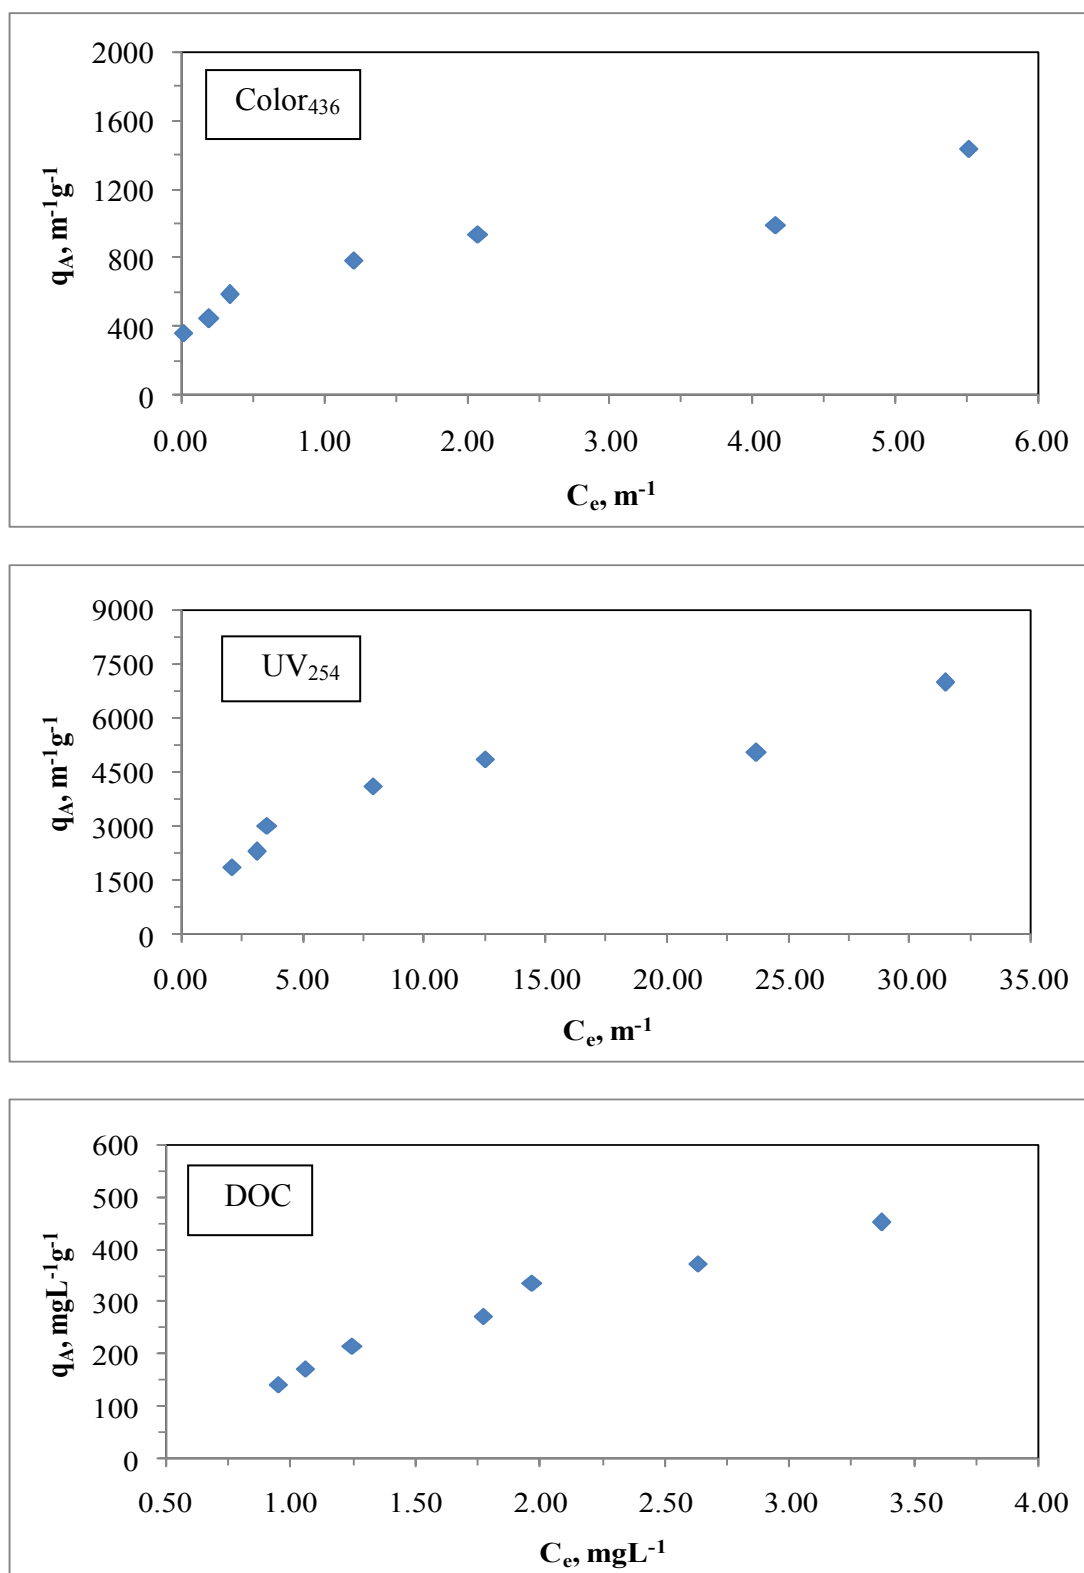 2000
1600
1200
800
400
0
Color₄₃₆
q_A, m⁻¹g⁻¹
0.00 1.00 2.00 3.00 4.00 5.00 6.00
Cₑ, m⁻¹
9000
7500
6000
4500
3000
1500
0
UV₂₅₄
q_A, m⁻¹g⁻¹
0.00 5.00 10.00 15.00 20.00 25.00 30.00 35.00
Cₑ, m⁻¹
600
500
400
300
200
100
0
DOC
q_A, mgL⁻¹g⁻¹
0.50 1.00 1.50 2.00 2.50 3.00 3.50 4.00
Cₑ, mgL⁻¹